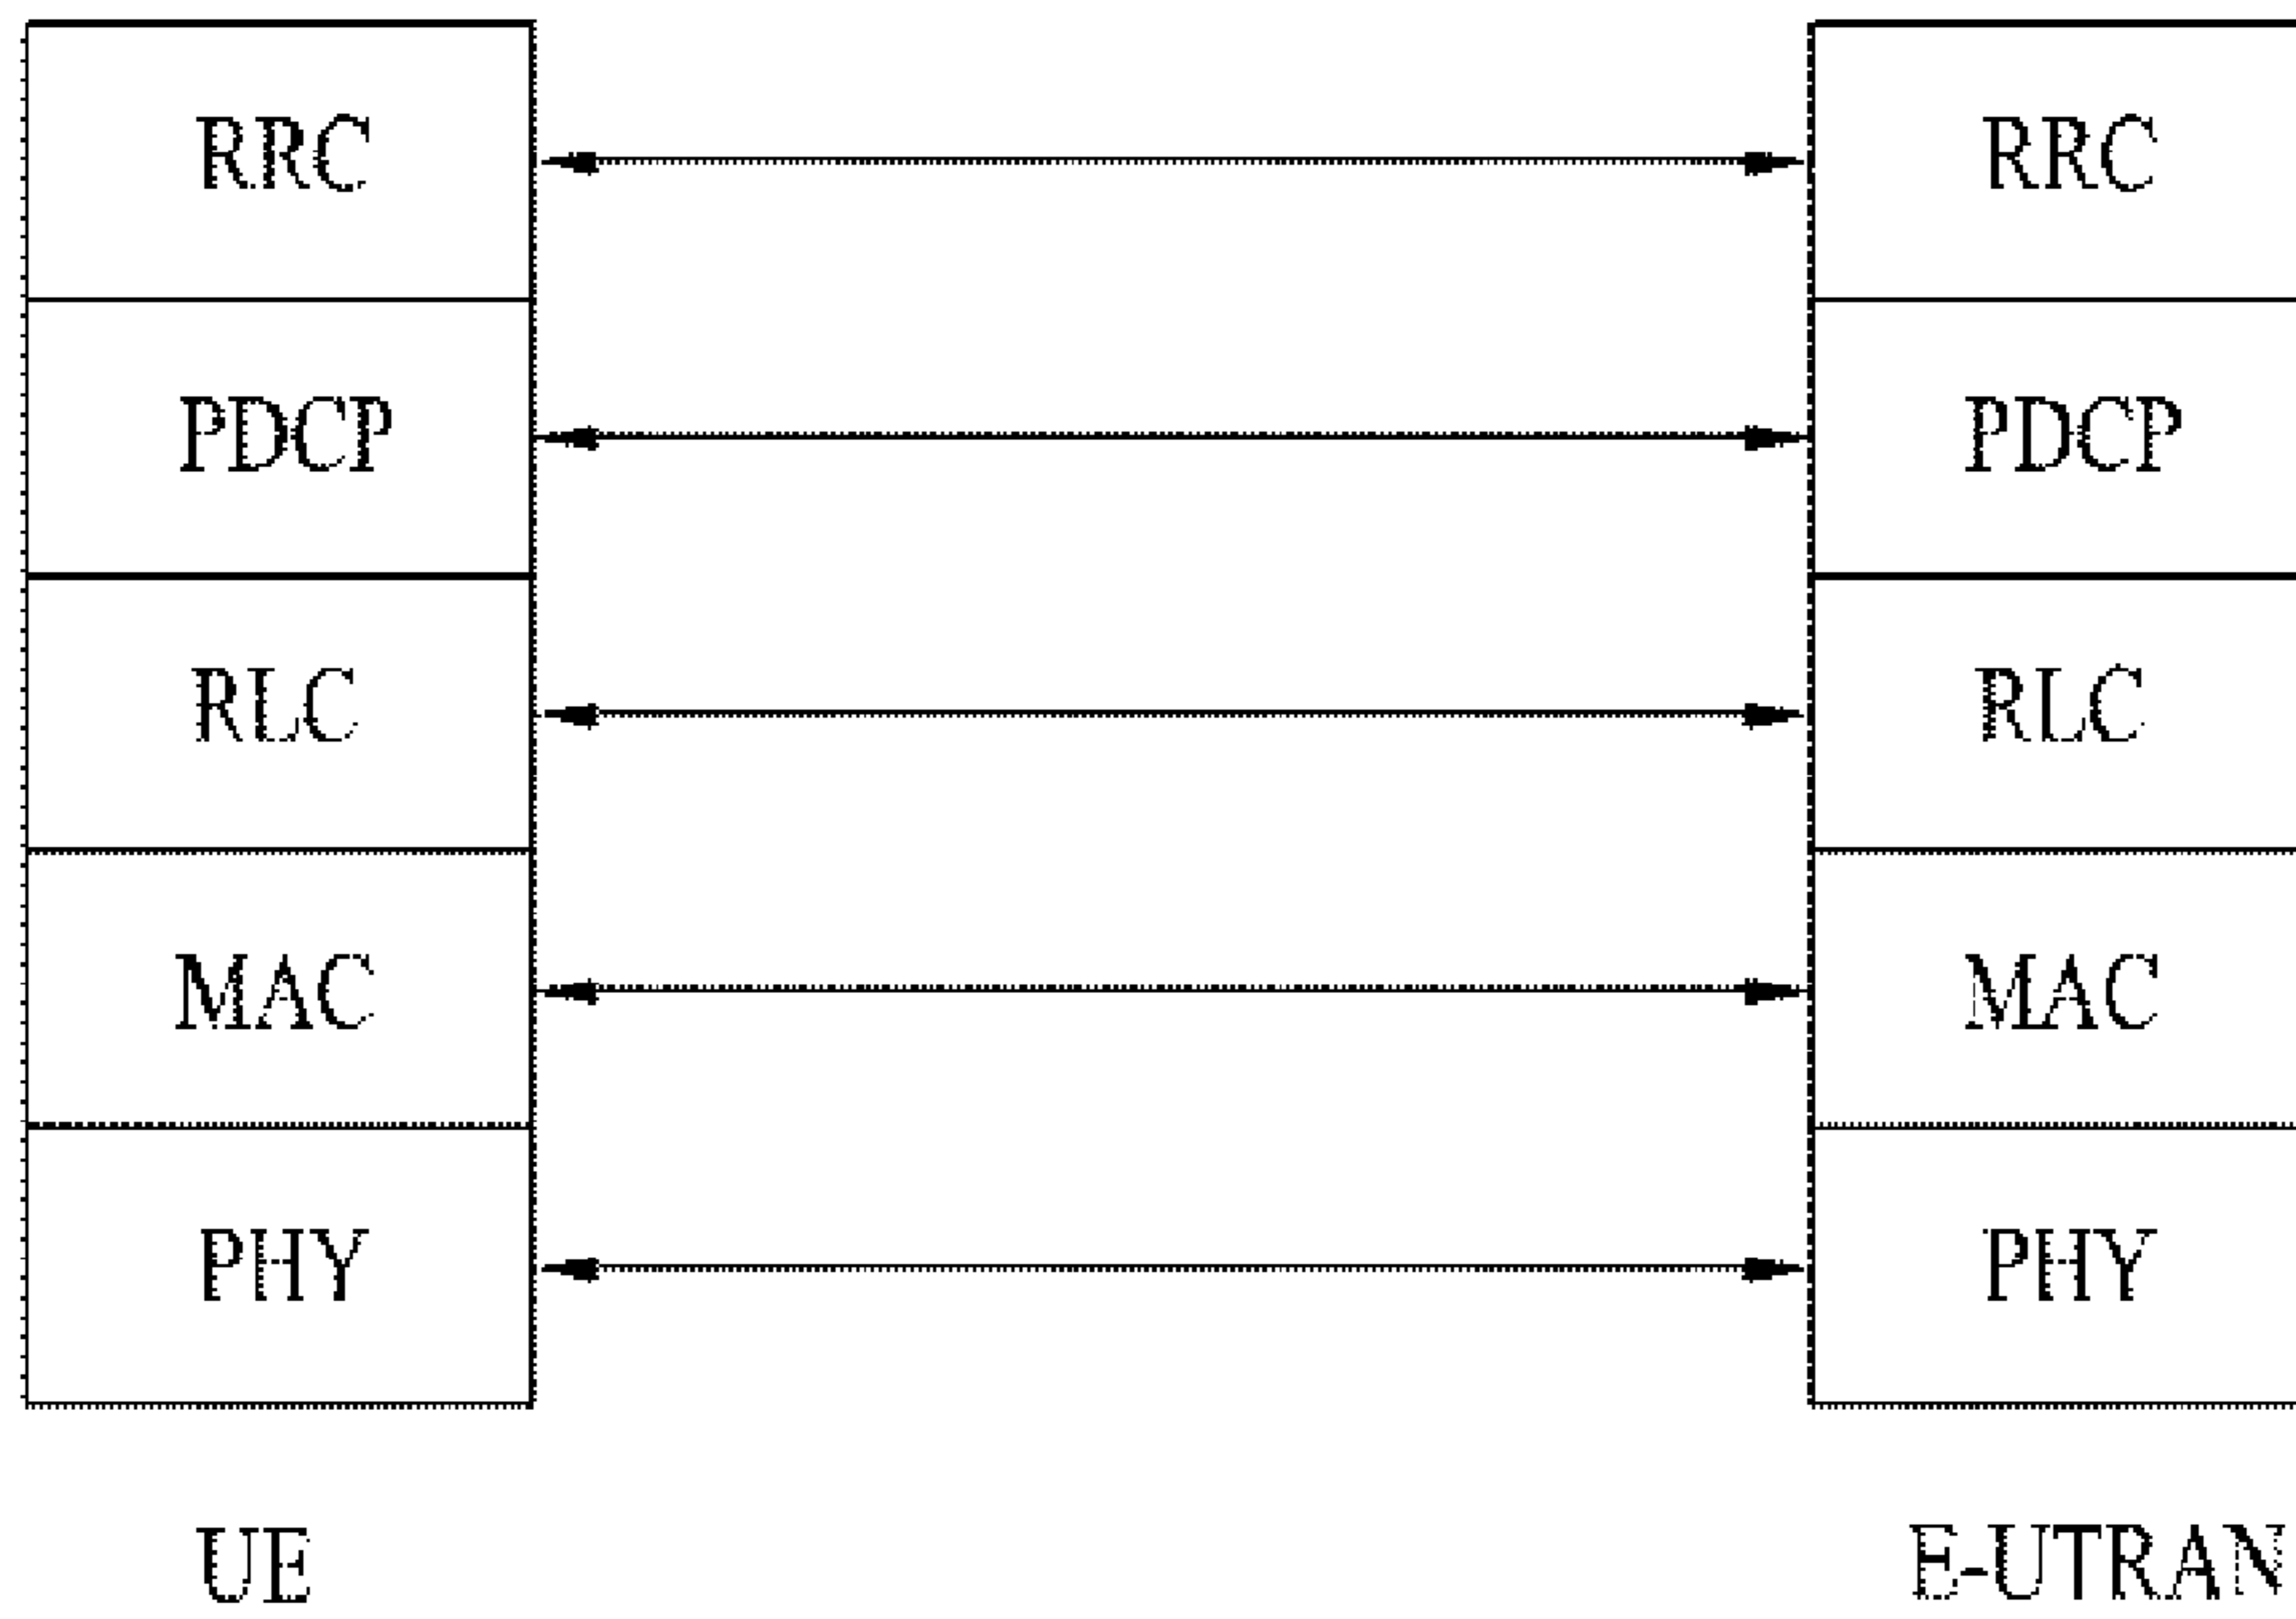 RRC RRC
PDCP PDCP
RLC RLC
MAC MAC
PHY PHY
UE E-UTRAN